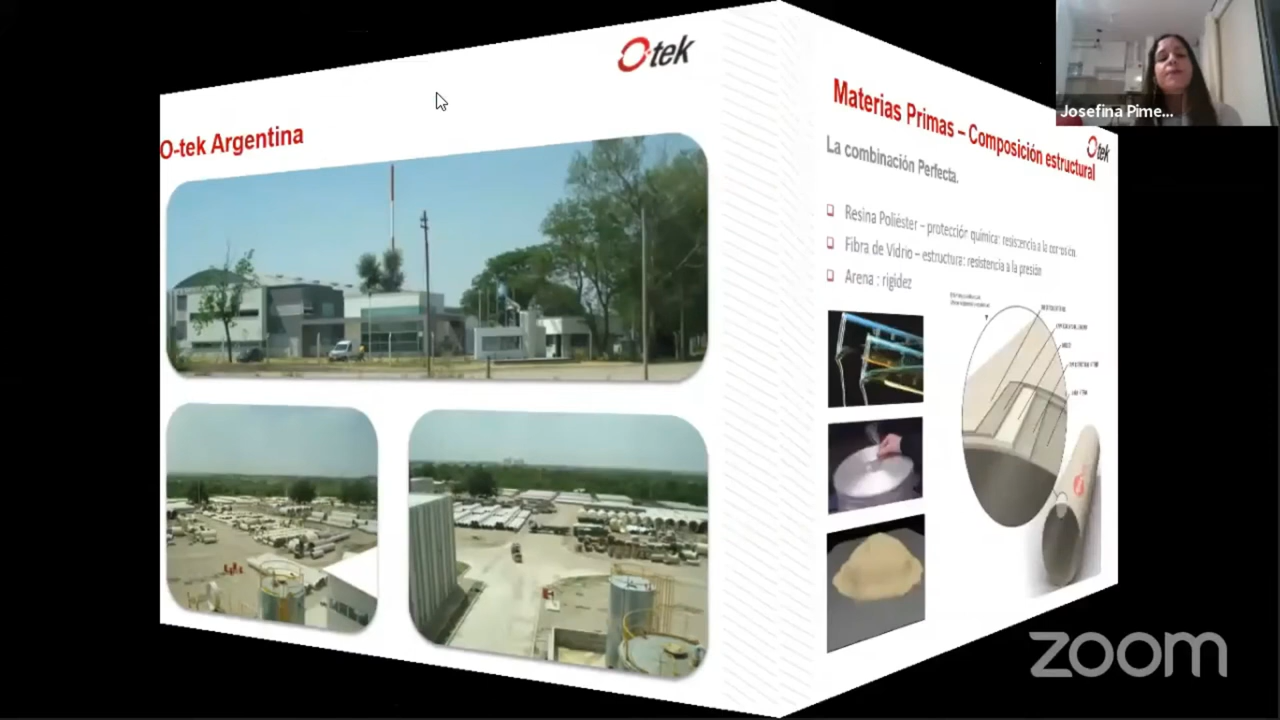 O-tek
O-tek Argentina
Josefina Pime...
Materias Primas – Composición estructural
O-tek
La combinación Perfecta.
Resina Poliéster – protección química: resistencia a la corrosión
Fibra de Vidrio – estructura: resistencia a la presión
Arena : rigidez
zoom